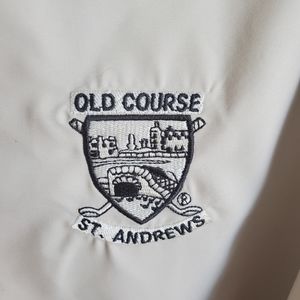 OLD COURSE
®
ST. ANDREWS